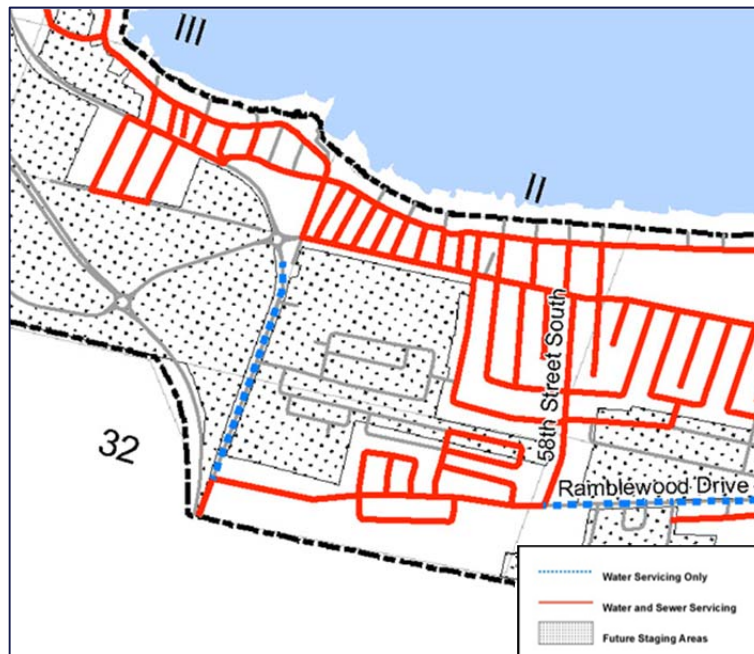 III
II
58th Street South
32
Ramblewood Drive
Water Servicing Only
Water and Sewer Servicing
Future Staging Areas